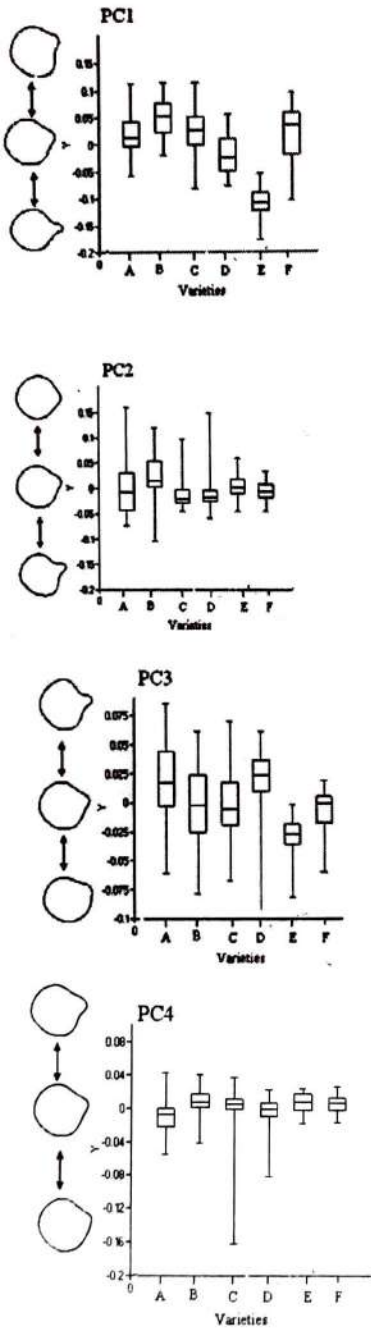 PC1
0.15
0.1
0.05
0
-0.05
-0.1
-0.15
-0.2
Y
0
A B C D E F
Varieties
PC2
0.15
0.1
0.05
0
-0.05
-0.1
-0.2
Y
0
A B C D E F
Varieties
PC3
0.075
0.05
0.025
0
-0.025
-0.05
-0.075
-0.1
Y
0
A B C D E F
Varieties
PC4
0.08
0.04
0
-0.04
-0.08
-0.12
-0.16
-0.2
Y
0
A B C D E F
Varieties